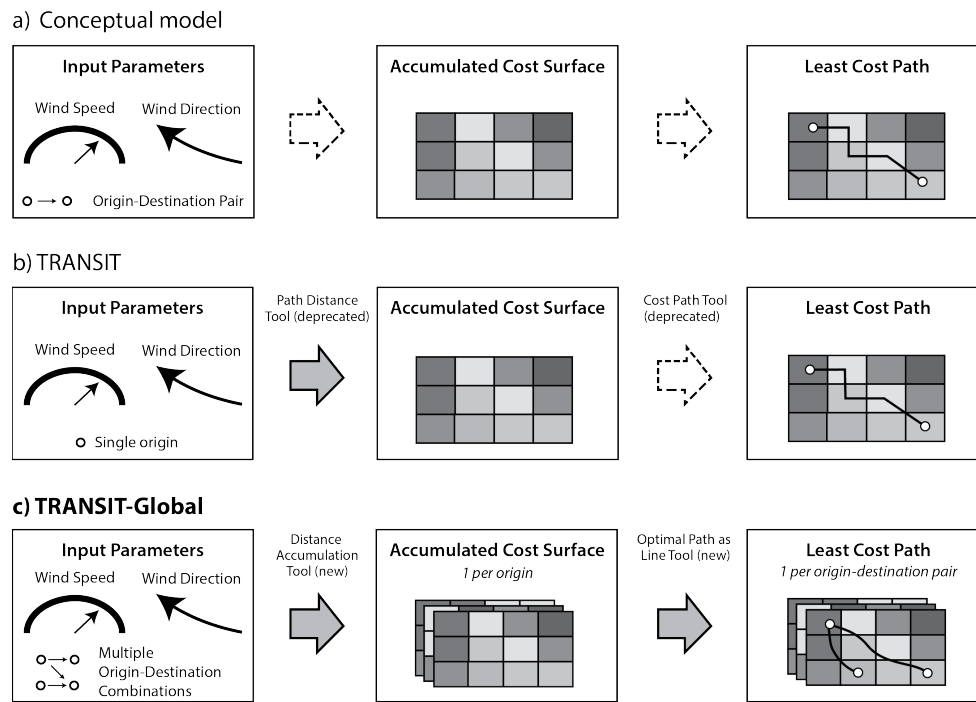 a) Conceptual model
Input Parameters
Wind Speed
Wind Direction
Origin-Destination Pair
Accumulated Cost Surface
Least Cost Path
b) TRANSIT
Input Parameters
Wind Speed
Wind Direction
Single origin
Path Distance
Tool (deprecated)
Accumulated Cost Surface
Cost Path Tool
(deprecated)
Least Cost Path
c) TRANSIT-Global
Input Parameters
Wind Speed
Wind Direction
Multiple
Origin-Destination
Combinations
Distance
Accumulation
Tool (new)
Accumulated Cost Surface
1 per origin
Optimal Path as
Line Tool (new)
Least Cost Path
1 per origin-destination pair